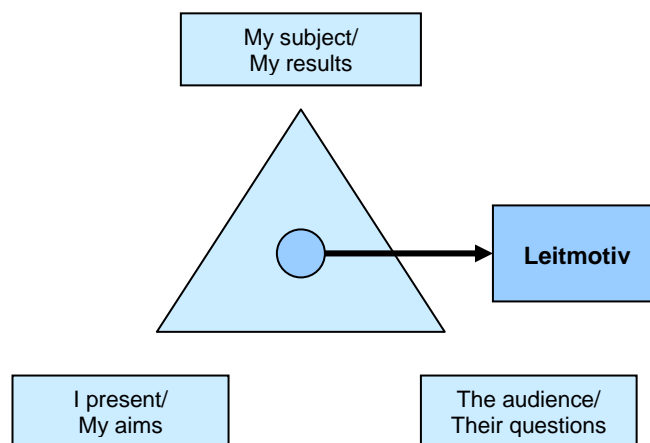 My subject/
My results
Leitmotiv
I present/
My aims
The audience/
Their questions